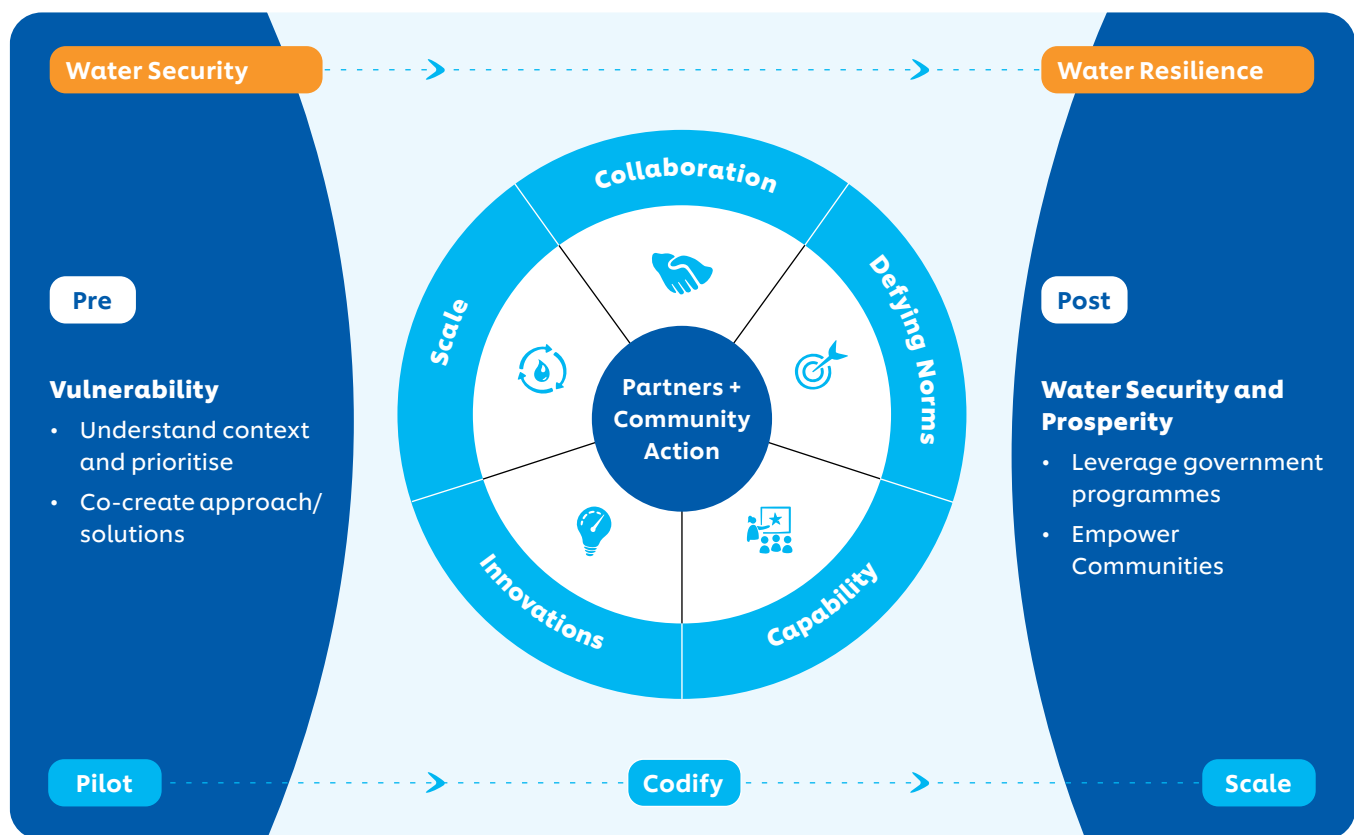 Water Security
Water Resilience
Pre
Vulnerability
• Understand context
and prioritise
• Co-create approach/
solutions
Collaboration
Defying Norms
Capability
Innovations
Scale
Partners +
Community
Action
Post
Water Security and
Prosperity
• Leverage government
programmes
• Empower
Communities
Pilot
Codify
Scale